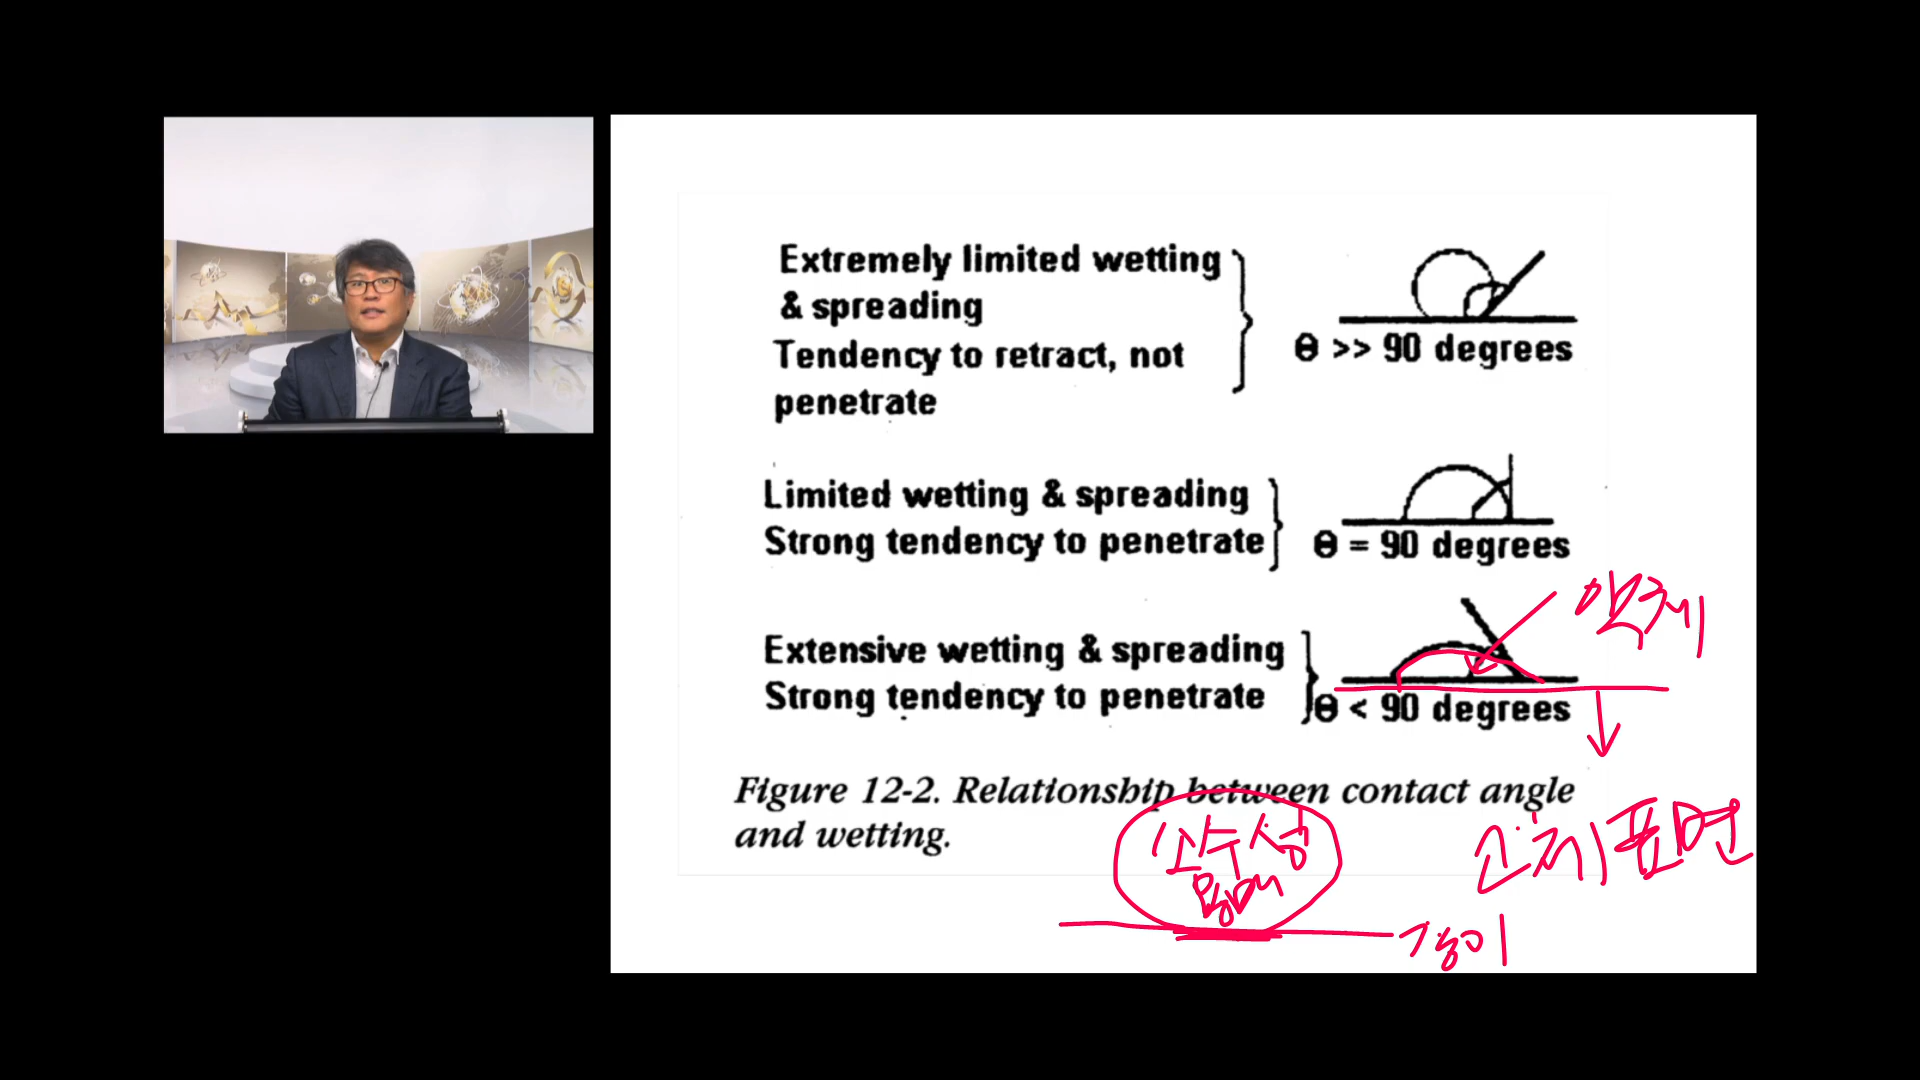 Extremely limited wetting
& spreading
Tendency to retract, not
penetrate
Θ >> 90 degrees
Limited wetting & spreading
Strong tendency to penetrate
Θ = 90 degrees
액체
Extensive wetting & spreading
Strong tendency to penetrate
Θ < 90 degrees
Figure 12-2. Relationship between contact angle
and wetting.
고체표면
소수성
용매
종이